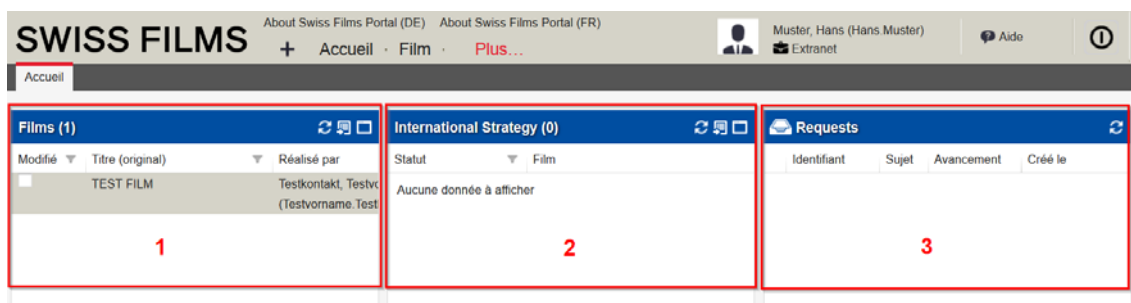 SWISS FILMS
About Swiss Films Portal (DE) About Swiss Films Portal (FR)
+ Accueil · Film · Plus...
Muster, Hans (Hans.Muster)
Extranet
Aide
Accueil
Films (1)
Modifié Titre (original) Réalisé par
TEST FILM Testkontakt, Testvo
(Testvorname.Test
1
International Strategy (0)
Statut Film
Aucune donnée à afficher
2
Requests
Identifiant Sujet Avancement Créé le
3